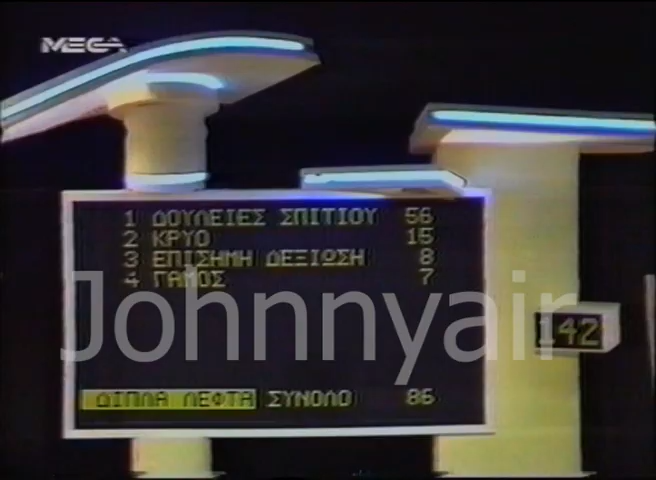 MEGA
1 ΔΟΥΛΕΙΕΣ ΣΠΙΤΙΟΥ 56
2 ΚΡΥΟ 15
3 ΕΠΙΣΗΜΗ ΔΕΞΙΩΣΗ 8
4 ΓΑΜΟΣ 7
Johnnyair
142
ΔΙΠΛΑ ΛΕΦΤΑ ΣΥΝΟΛΟ 86